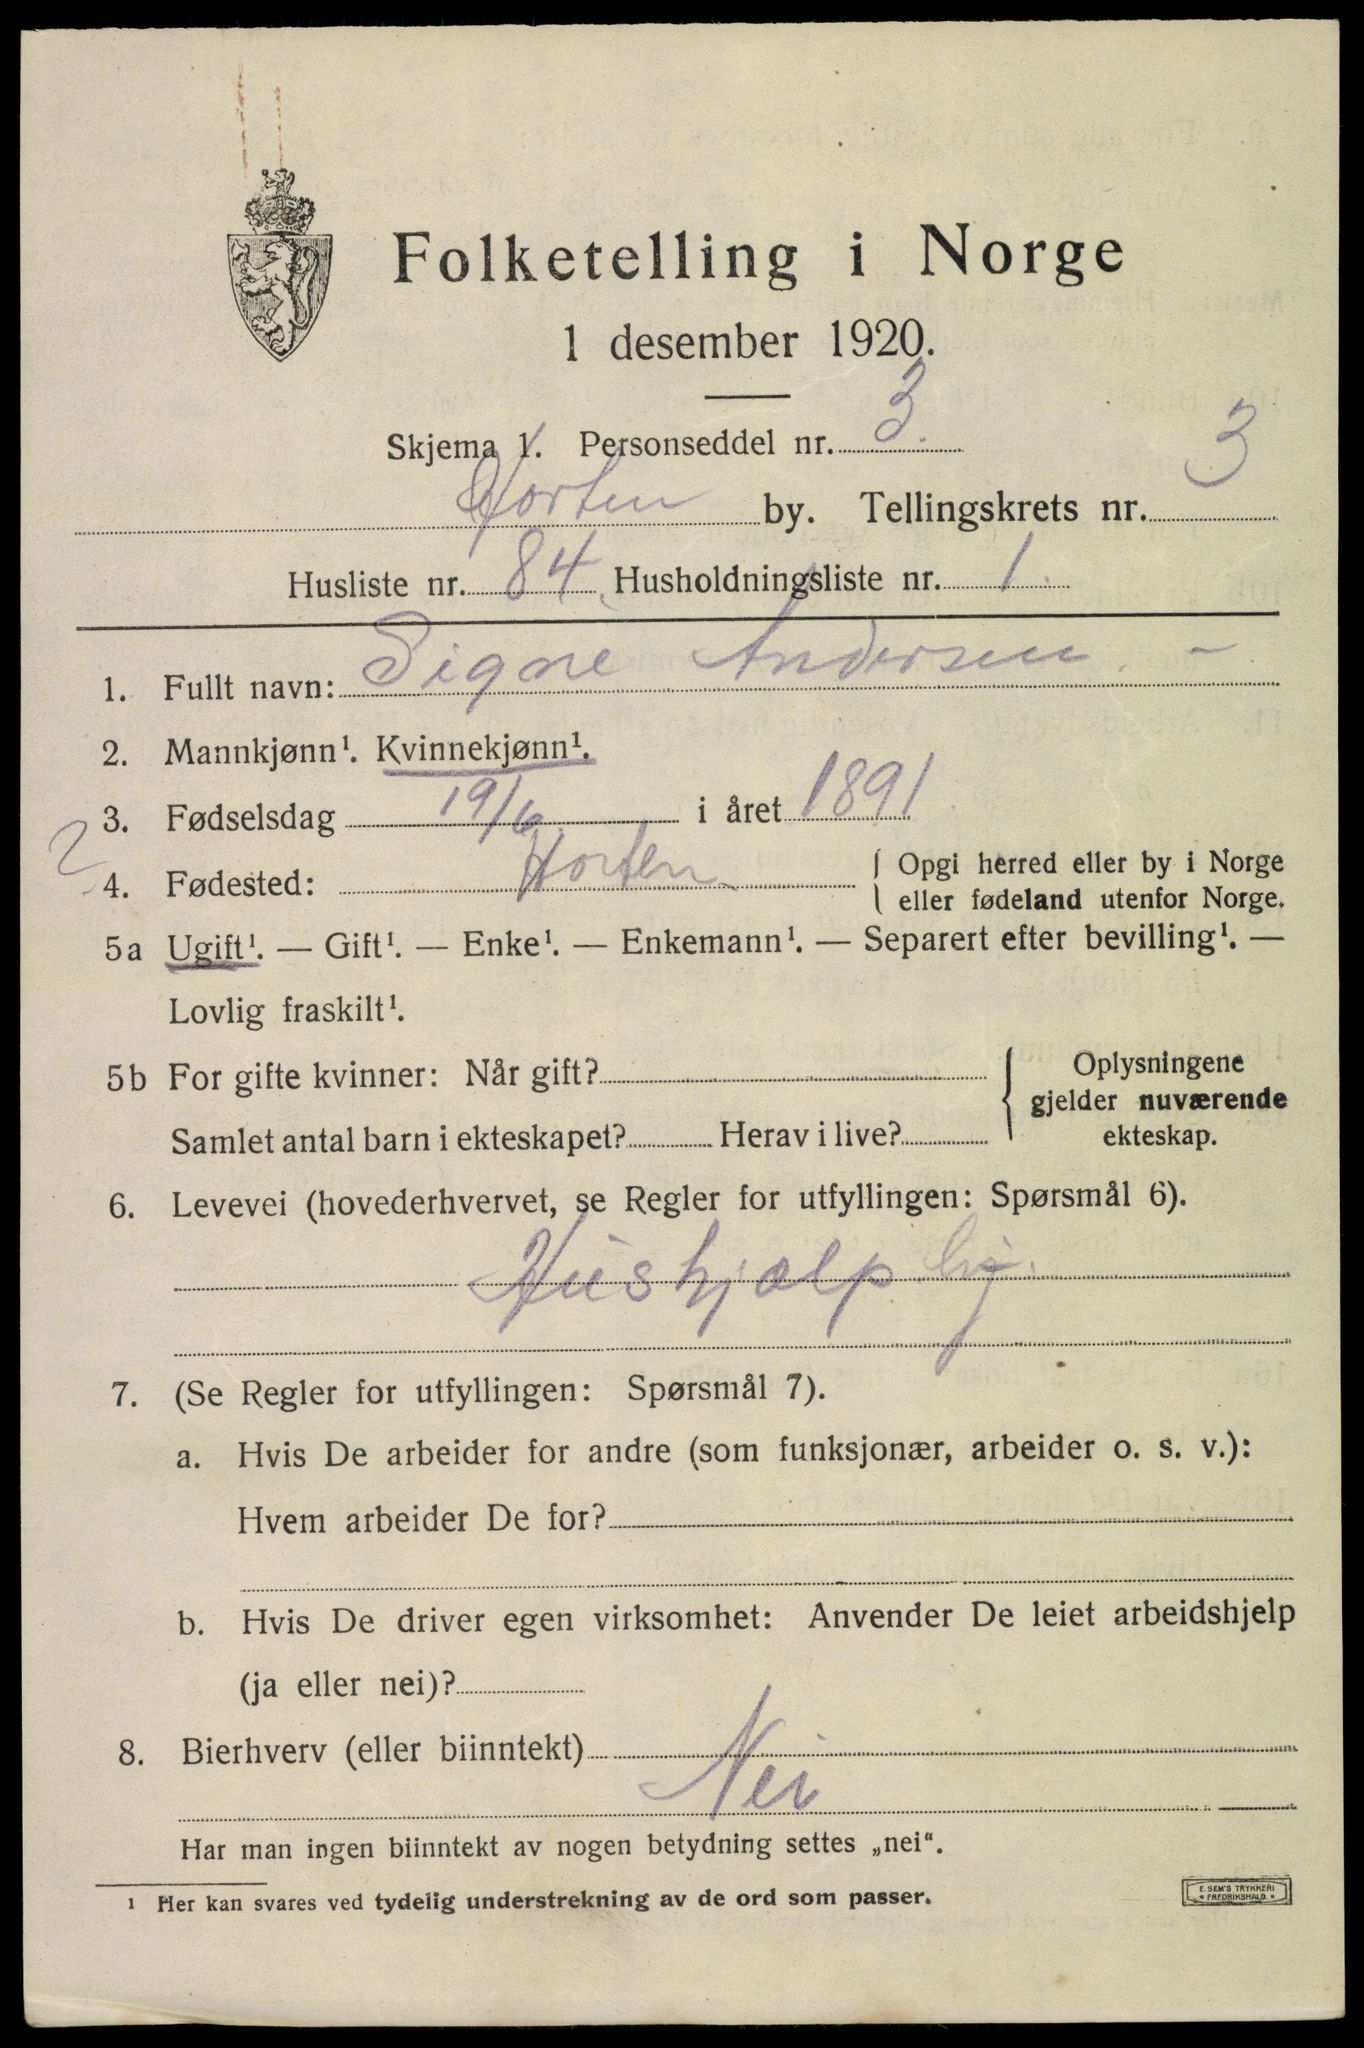 Folketelling i Norge
1 desember 1920.
Skjema 1. Personseddel nr. 3.
Horten by. Tellingskrets nr. 3
Husliste nr. 84. Husholdningsliste nr. 1.
1. Fullt navn: Signe Andersen. -
2. Mannkjønn¹. Kvinnekjønn¹.
3. Fødselsdag 19/6 i året 1891.
2
4. Fødested: Horten { Opgi herred eller by i Norge
eller fødeland utenfor Norge.
5a Ugift¹. — Gift¹. — Enke¹. — Enkemann¹. — Separert efter bevilling¹. —
Lovlig fraskilt¹.
5b For gifte kvinner: Når gift? { Oplysningene
gjelder nuværende
Samlet antal barn i ekteskapet? Herav i live? ekteskap.
6. Levevei (hovederhvervet, se Regler for utfyllingen: Spørsmål 6).
Hushjælp
7. (Se Regler for utfyllingen: Spørsmål 7).
a. Hvis De arbeider for andre (som funksjonær, arbeider o. s. v.):
Hvem arbeider De for?
b. Hvis De driver egen virksomhet: Anvender De leiet arbeidshjelp
(ja eller nei)?
8. Bierhverv (eller biinntekt)
Nei
Har man ingen biinntekt av nogen betydning settes „nei“.
¹ Her kan svares ved tydelig understrekning av de ord som passer.
E. SEM'S TRYKKERI
* FREDRIKSHALD. *